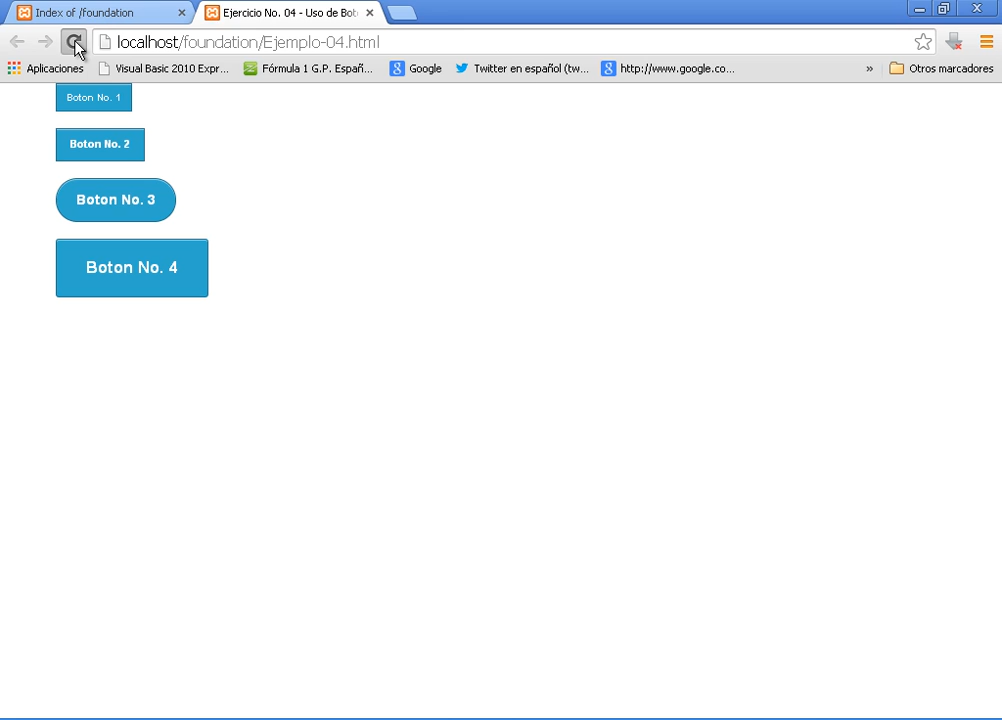 Index of /foundation
Ejercicio No. 04 - Uso de Bot
localhost/foundation/Ejemplo-04.html
Aplicaciones
Visual Basic 2010 Expr...
Fórmula 1 G.P. Españ...
Google
Twitter en español (tw...
http://www.google.co...
»
Otros marcadores
Boton No. 1
Boton No. 2
Boton No. 3
Boton No. 4